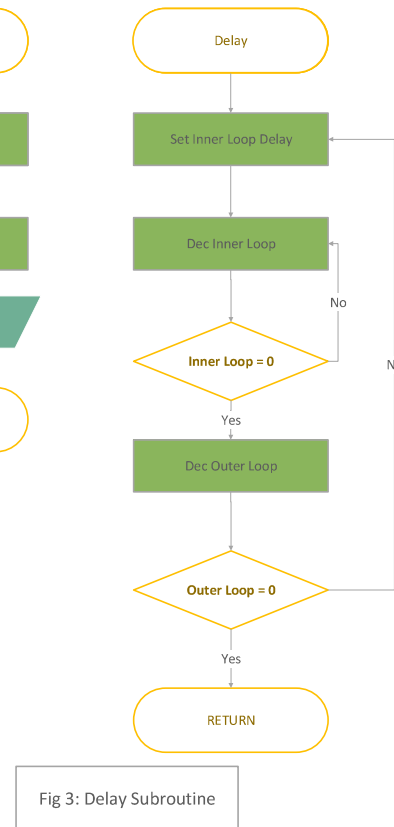 Delay
Set Inner Loop Delay
Dec Inner Loop
No
Inner Loop = 0
Yes
Dec Outer Loop
Outer Loop = 0
Yes
RETURN
Fig 3: Delay Subroutine